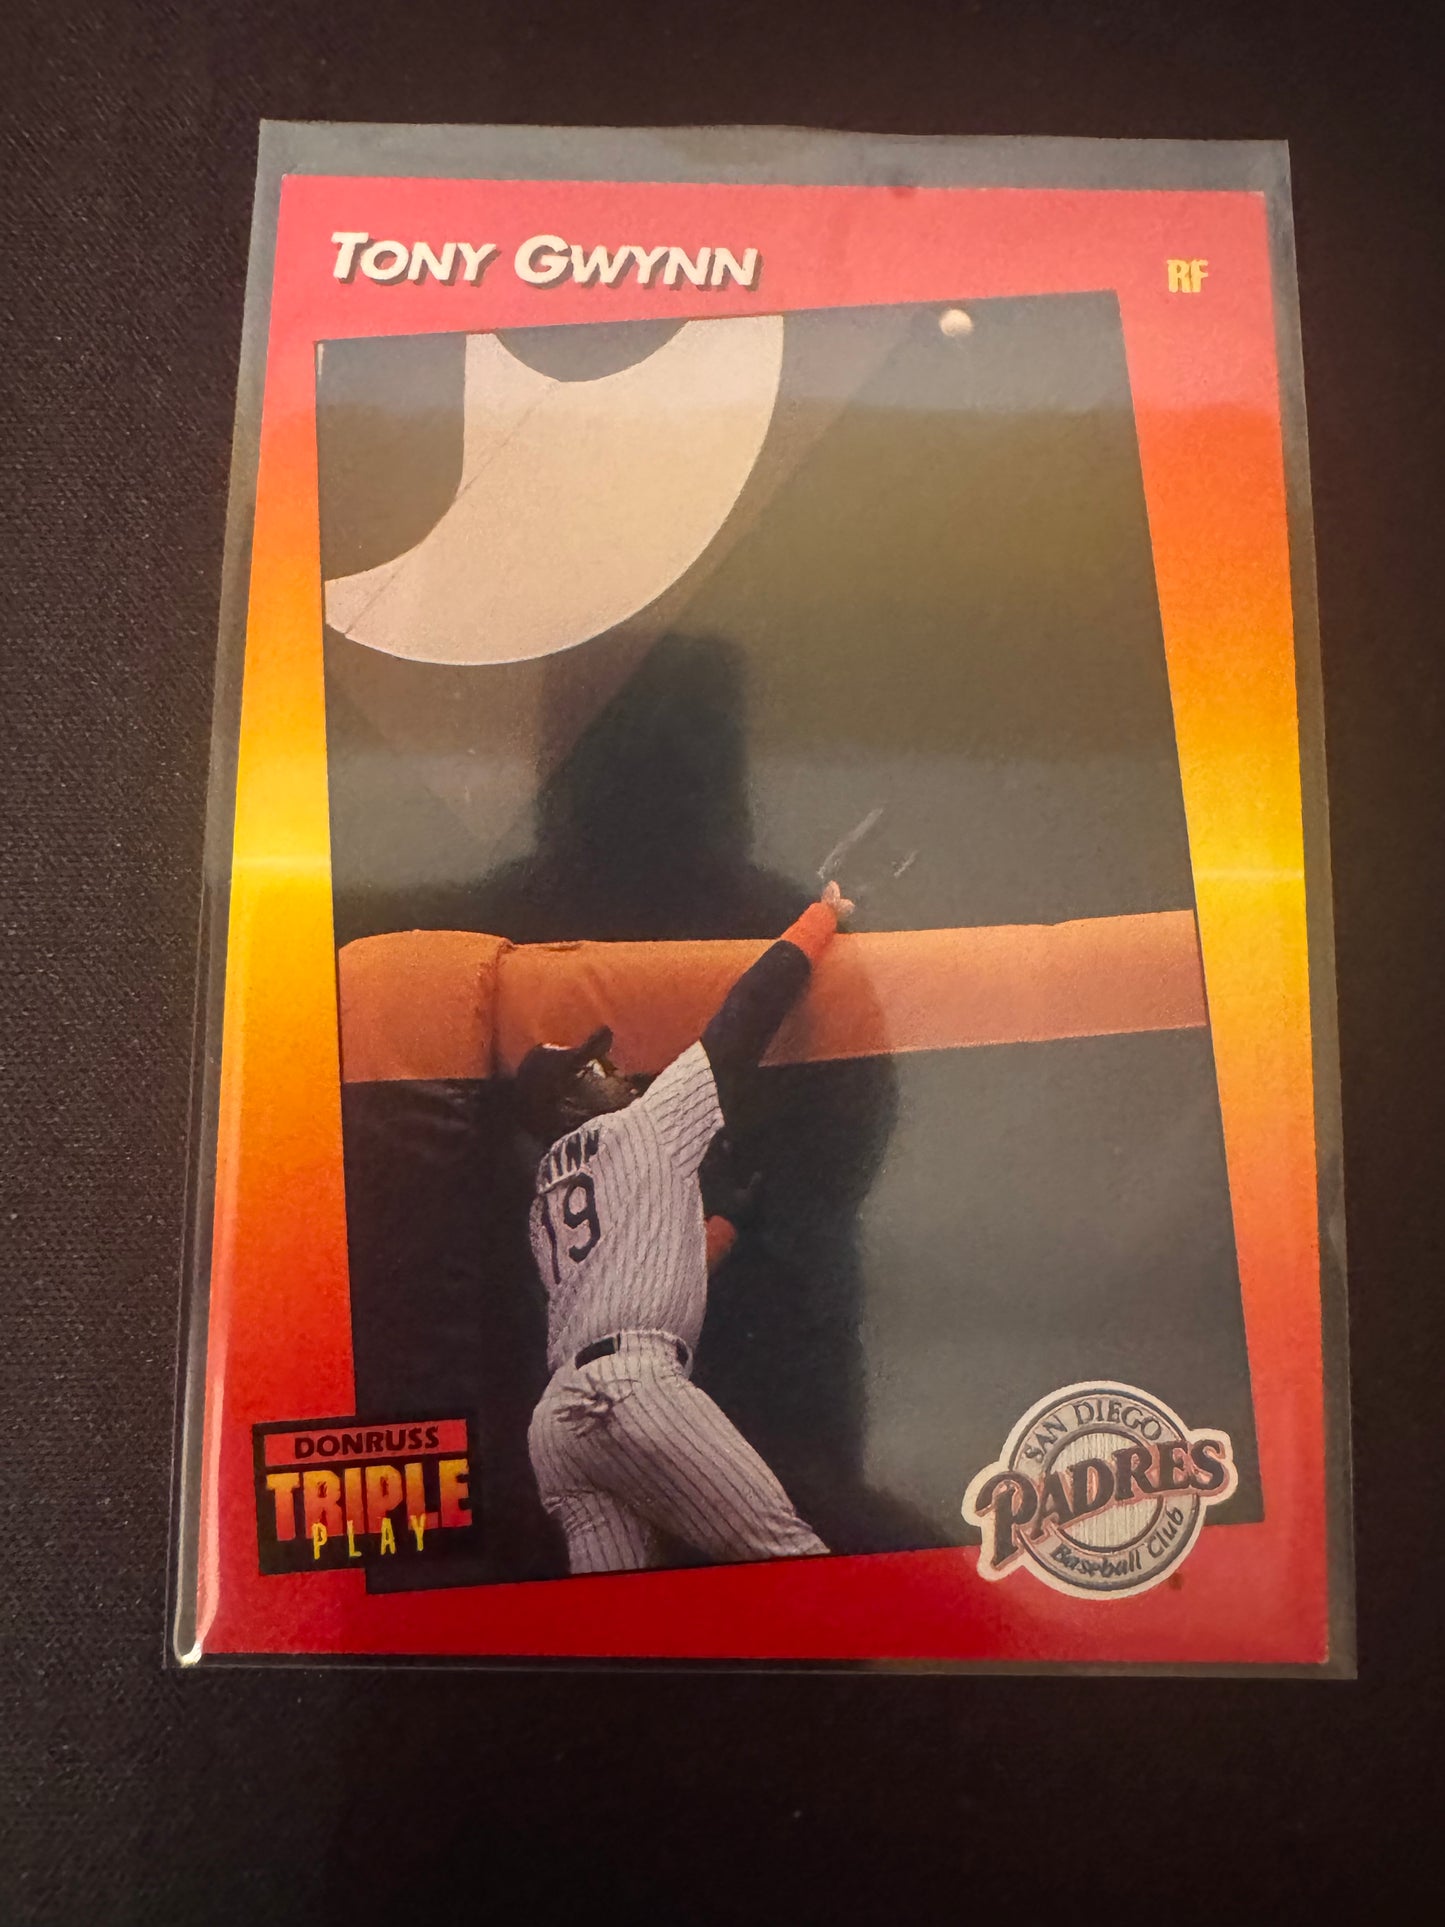 TONY GWYNN
RF
19
DONRUSS
TRIPLE
PLAY
SAN DIEGO
PADRES
Baseball Club